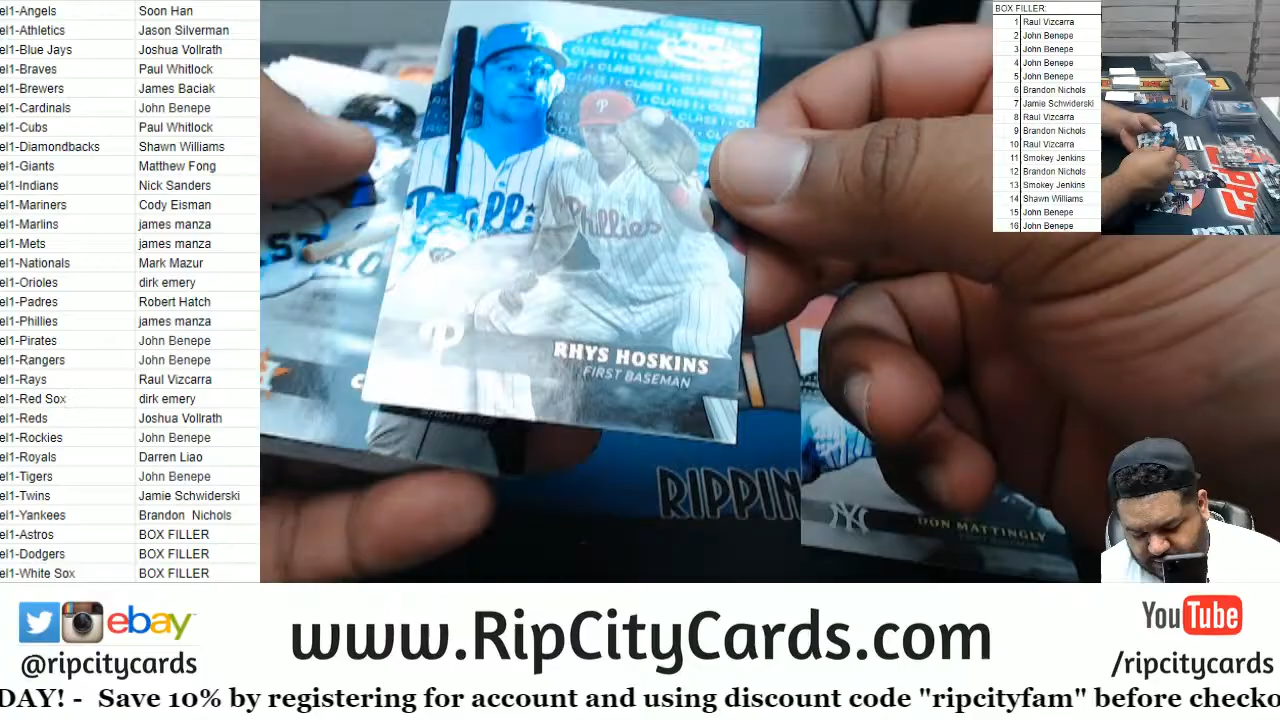 el1-Angels Soon Han
el1-Athletics Jason Silverman
el1-Blue Jays Joshua Vollrath
el1-Braves Paul Whitlock
el1-Brewers James Baciak
el1-Cardinals John Benepe
el1-Cubs Paul Whitlock
el1-Diamondbacks Shawn Williams
el1-Giants Matthew Fong
el1-Indians Nick Sanders
el1-Mariners Cody Eisman
el1-Marlins james manza
el1-Mets james manza
el1-Nationals Mark Mazur
el1-Orioles dirk emery
el1-Padres Robert Hatch
el1-Phillies james manza
el1-Pirates John Benepe
el1-Rangers John Benepe
el1-Rays Raul Vizcarra
el1-Red Sox dirk emery
el1-Reds Joshua Vollrath
el1-Rockies John Benepe
el1-Royals Darren Liao
el1-Tigers John Benepe
el1-Twins Jamie Schwiderski
el1-Yankees Brandon Nichols
el1-Astros BOX FILLER
el1-Dodgers BOX FILLER
el1-White Sox BOX FILLER
Phillies
RHYS HOSKINS
FIRST BASEMAN
RIPPIN
DON MATTINGLY
BOX FILLER:
1 Raul Vizcarra
2 John Benepe
3 John Benepe
4 John Benepe
5 John Benepe
6 Brandon Nichols
7 Jamie Schwiderski
8 Raul Vizcarra
9 Brandon Nichols
10 Raul Vizcarra
11 Smokey Jenkins
12 Brandon Nichols
13 Smokey Jenkins
14 Shawn Williams
15 John Benepe
16 John Benepe
ebay
@ripcitycards
www.RipCityCards.com
YouTube
/ripcitycards
DAY! - Save 10% by registering for account and using discount code "ripcityfam" before checko